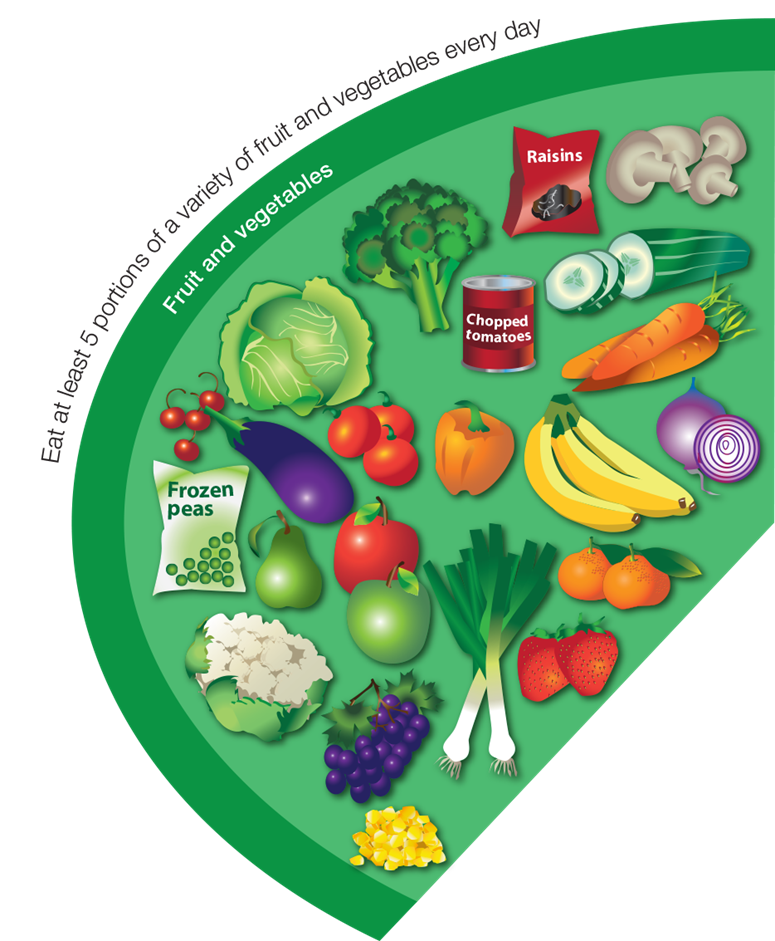 Eat at least 5 portions of a variety of fruit and vegetables every day
Fruit and vegetables
Raisins
Chopped
tomatoes
Frozen
peas